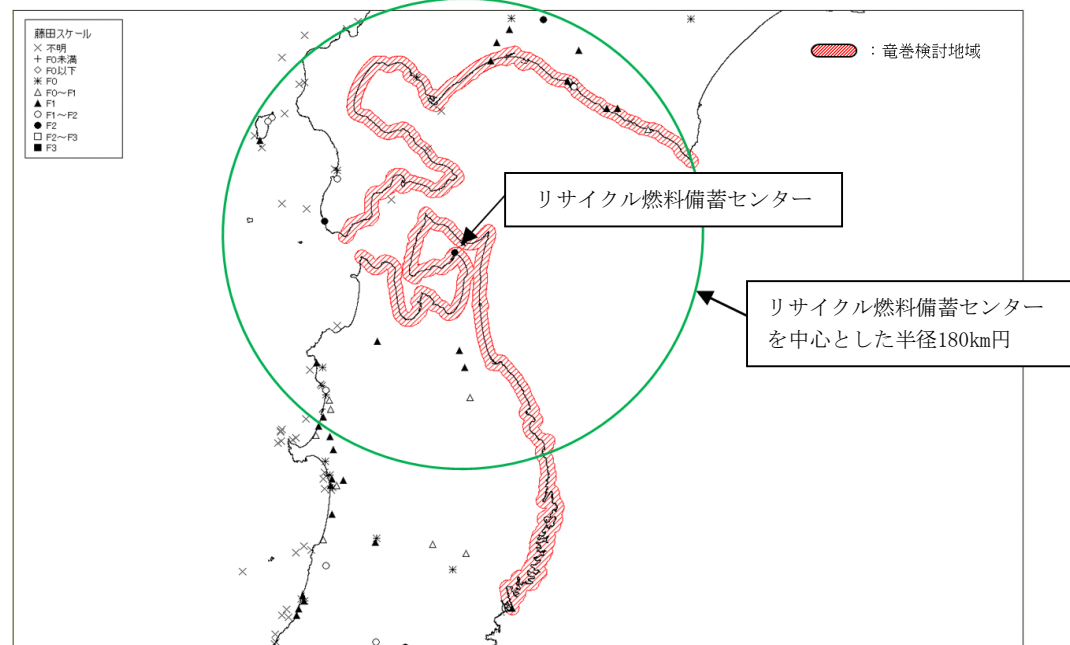 藤田スケール
× 不明
+ F0未満
◇ F0以下
＊ F0
△ F0～F1
▲ F1
○ F1～F2
● F2
□ F2～F3
■ F3
：竜巻検討地域
リサイクル燃料備蓄センター
リサイクル燃料備蓄センター
を中心とした半径180km円